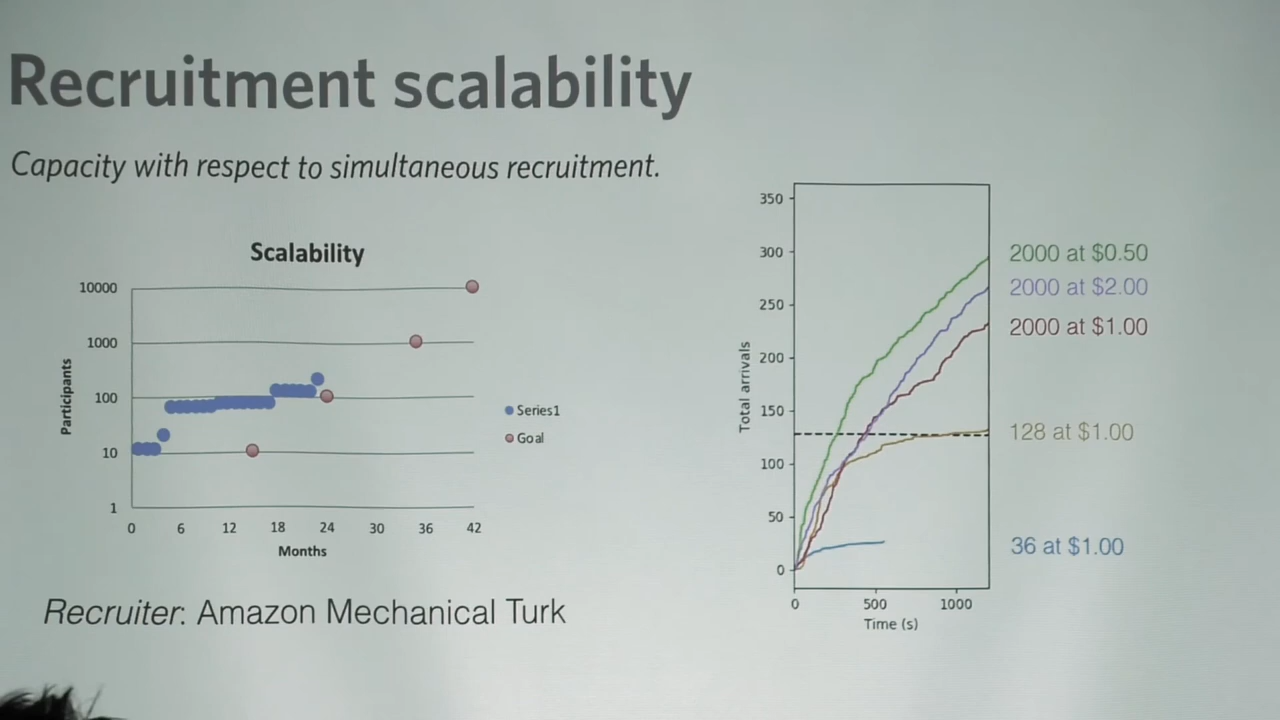 Recruitment scalability
Capacity with respect to simultaneous recruitment.
Scalability
10000
1000
100
10
1
Participants
0 6 12 18 24 30 36 42
Months
Series1
Goal
Recruiter: Amazon Mechanical Turk
350
300
250
200
150
100
50
0
Total arrivals
0 500 1000
Time (s)
2000 at $0.50
2000 at $2.00
2000 at $1.00
128 at $1.00
36 at $1.00